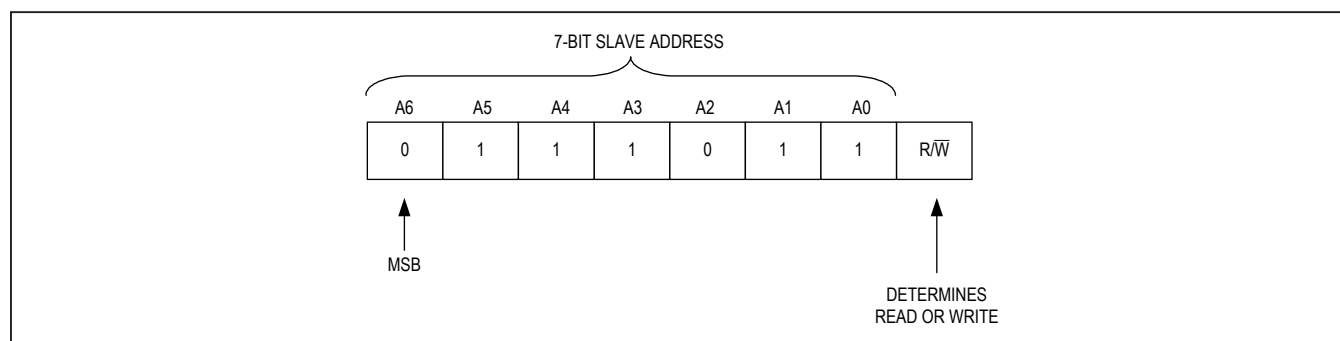 7-BIT SLAVE ADDRESS
A6 A5 A4 A3 A2 A1 A0
0 1 1 1 0 1 1 R/W̅
MSB
DETERMINES
READ OR WRITE